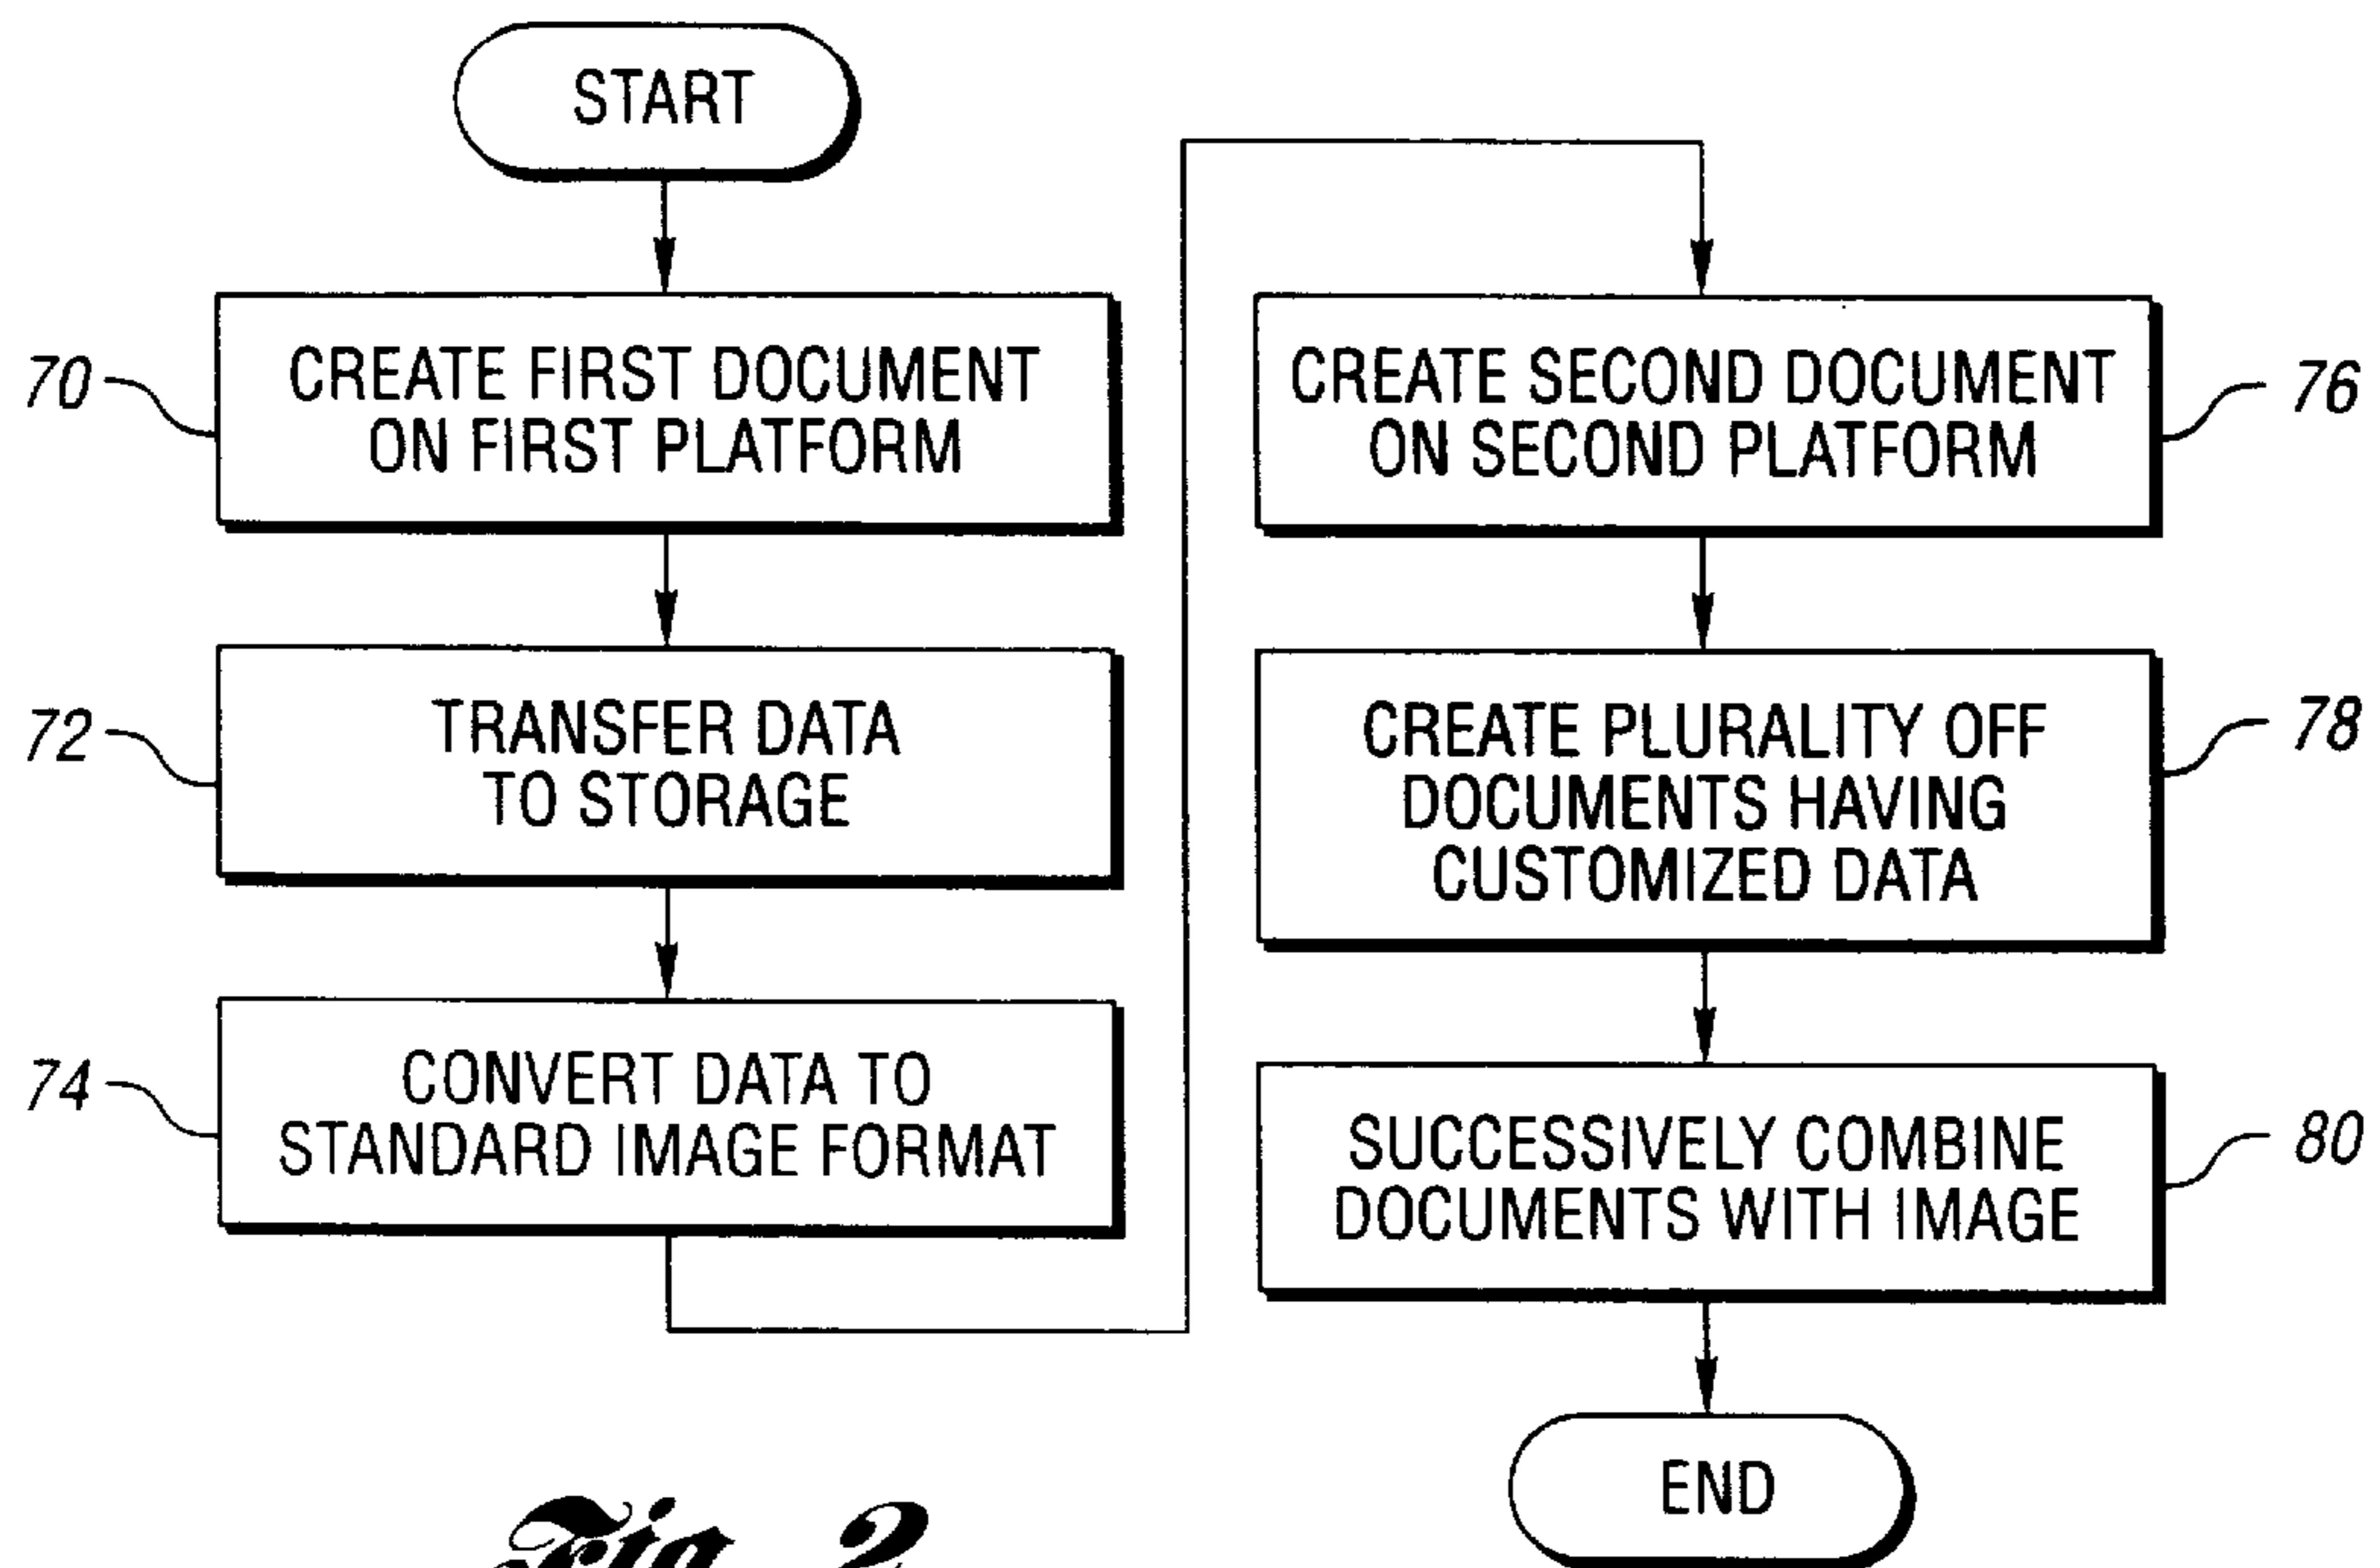 START
70
CREATE FIRST DOCUMENT
ON FIRST PLATFORM
72
TRANSFER DATA
TO STORAGE
74
CONVERT DATA TO
STANDARD IMAGE FORMAT
CREATE SECOND DOCUMENT
ON SECOND PLATFORM
76
CREATE PLURALITY OFF
DOCUMENTS HAVING
CUSTOMIZED DATA
78
SUCCESSIVELY COMBINE
DOCUMENTS WITH IMAGE
80
END
Fig. 2